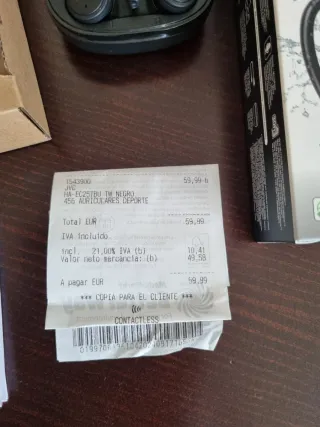 1543900 59,99 b
JVC
HA-EC25TBU TW NEGRO
455 AURICULARES DEPORTE
Total EUR 59,99
IVA Incluido
Incl. 21,00% IVA (b) 10,41
Valor neto mercancía: (b) 49,58
A pagar EUR 59,99
*** COPIA PARA EL CLIENTE ***
CONTACTLESS